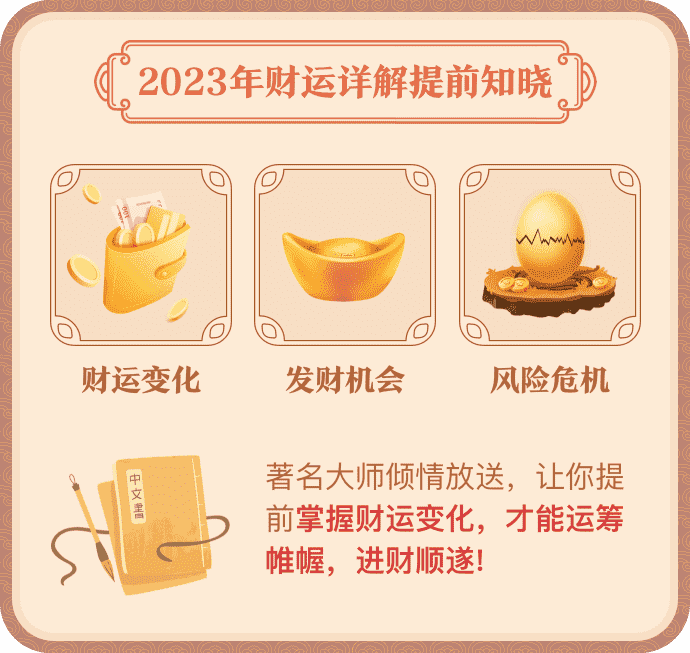 2023年财运详解提前知晓
财运变化
发财机会
风险危机
中文書
著名大师倾情放送，让你提
前掌握财运变化，才能运筹
帷幄，进财顺遂!